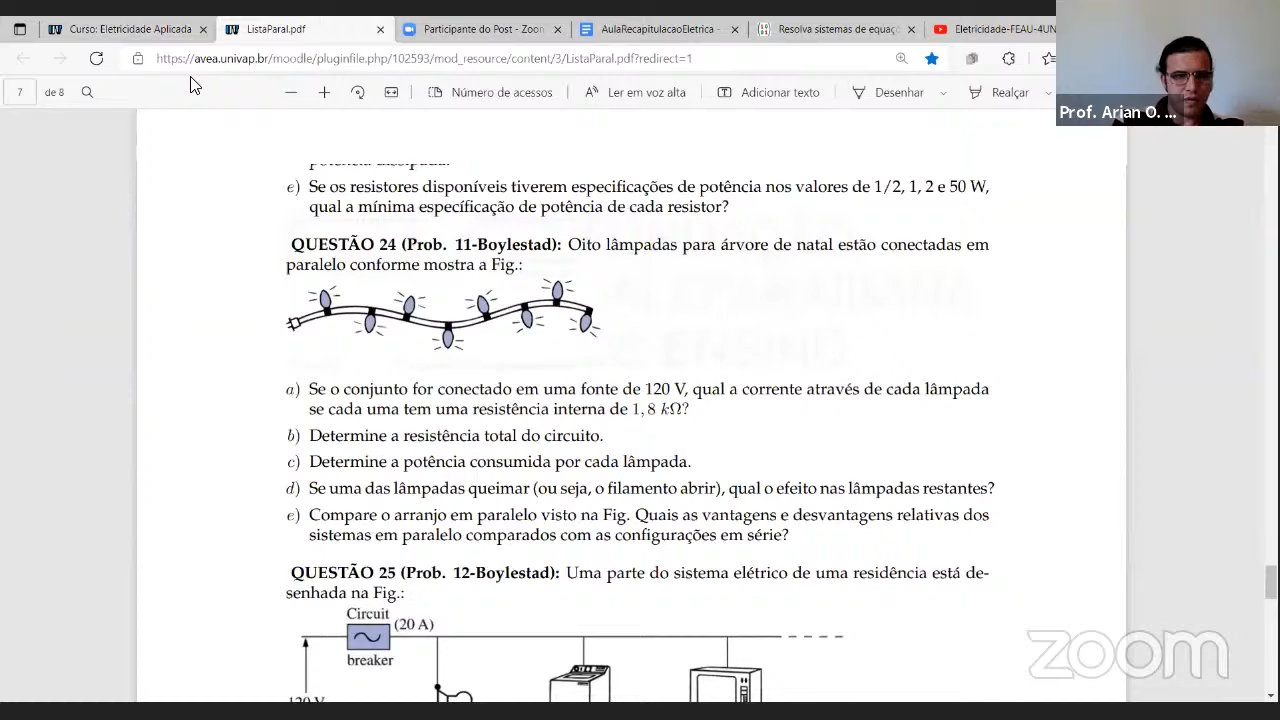 Curso: Eletricidade Aplicada
ListaParal.pdf
Participante do Post - Zoom
AulaRecapitulacaoEletrica -
Resolva sistemas de equaç
Eletricidade-FEAU-4UN
https://avea.univap.br/moodle/pluginfile.php/102593/mod_resource/content/3/ListaParal.pdf?redirect=1
7 de 8
Número de acessos
Ler em voz alta
Adicionar texto
Desenhar
Realçar
Prof. Arian O. ...
potência dissipada.
e) Se os resistores disponíveis tiverem especificações de potência nos valores de 1/2, 1, 2 e 50 W,
qual a mínima específicação de potência de cada resistor?
QUESTÃO 24 (Prob. 11-Boylestad): Oito lâmpadas para árvore de natal estão conectadas em
paralelo conforme mostra a Fig.:
a) Se o conjunto for conectado em uma fonte de 120 V, qual a corrente através de cada lâmpada
se cada uma tem uma resistência interna de 1, 8 kΩ?
b) Determine a resistência total do circuito.
c) Determine a potência consumida por cada lâmpada.
d) Se uma das lâmpadas queimar (ou seja, o filamento abrir), qual o efeito nas lâmpadas restantes?
e) Compare o arranjo em paralelo visto na Fig. Quais as vantagens e desvantagens relativas dos
sistemas em paralelo comparados com as configurações em série?
QUESTÃO 25 (Prob. 12-Boylestad): Uma parte do sistema elétrico de uma residência está de-
senhada na Fig.:
Circuit
(20 A)
breaker
120 V
zoom